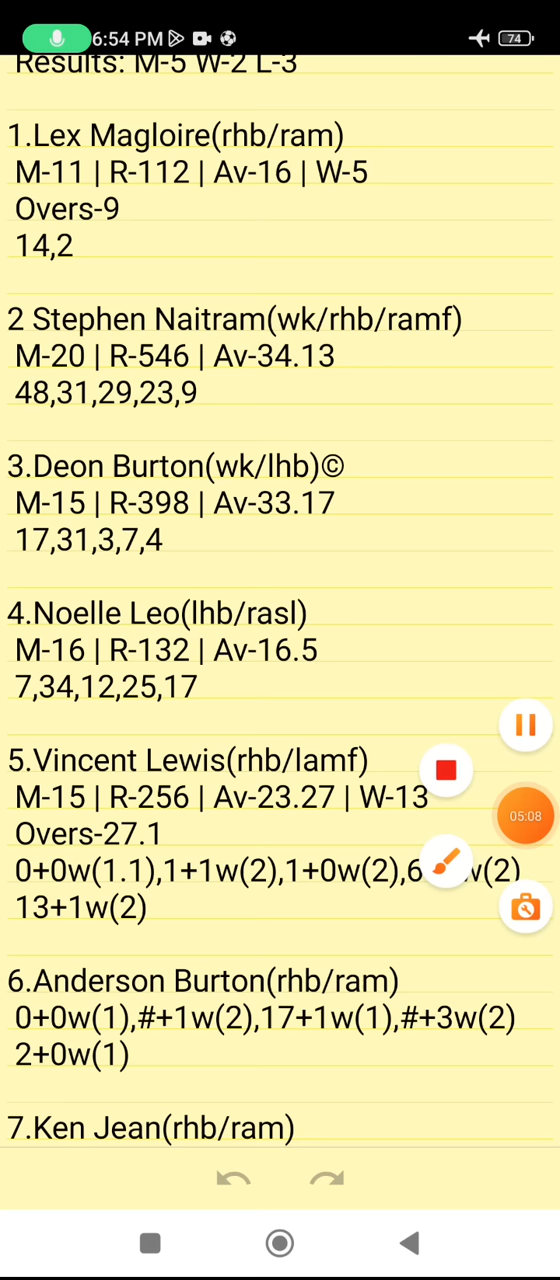 6:54 PM
74
Results: M-5 W-2 L-3
1.Lex Magloire(rhb/ram)
M-11 | R-112 | Av-16 | W-5
Overs-9
14,2
2 Stephen Naitram(wk/rhb/ramf)
M-20 | R-546 | Av-34.13
48,31,29,23,9
3.Deon Burton(wk/lhb)©
M-15 | R-398 | Av-33.17
17,31,3,7,4
4.Noelle Leo(lhb/rasl)
M-16 | R-132 | Av-16.5
7,34,12,25,17
5.Vincent Lewis(rhb/lamf)
M-15 | R-256 | Av-23.27 | W-13
05:08
Overs-27.1
0+0w(1.1),1+1w(2),1+0w(2),6 w(2)
13+1w(2)
6.Anderson Burton(rhb/ram)
0+0w(1),#+1w(2),17+1w(1),#+3w(2)
2+0w(1)
7.Ken Jean(rhb/ram)